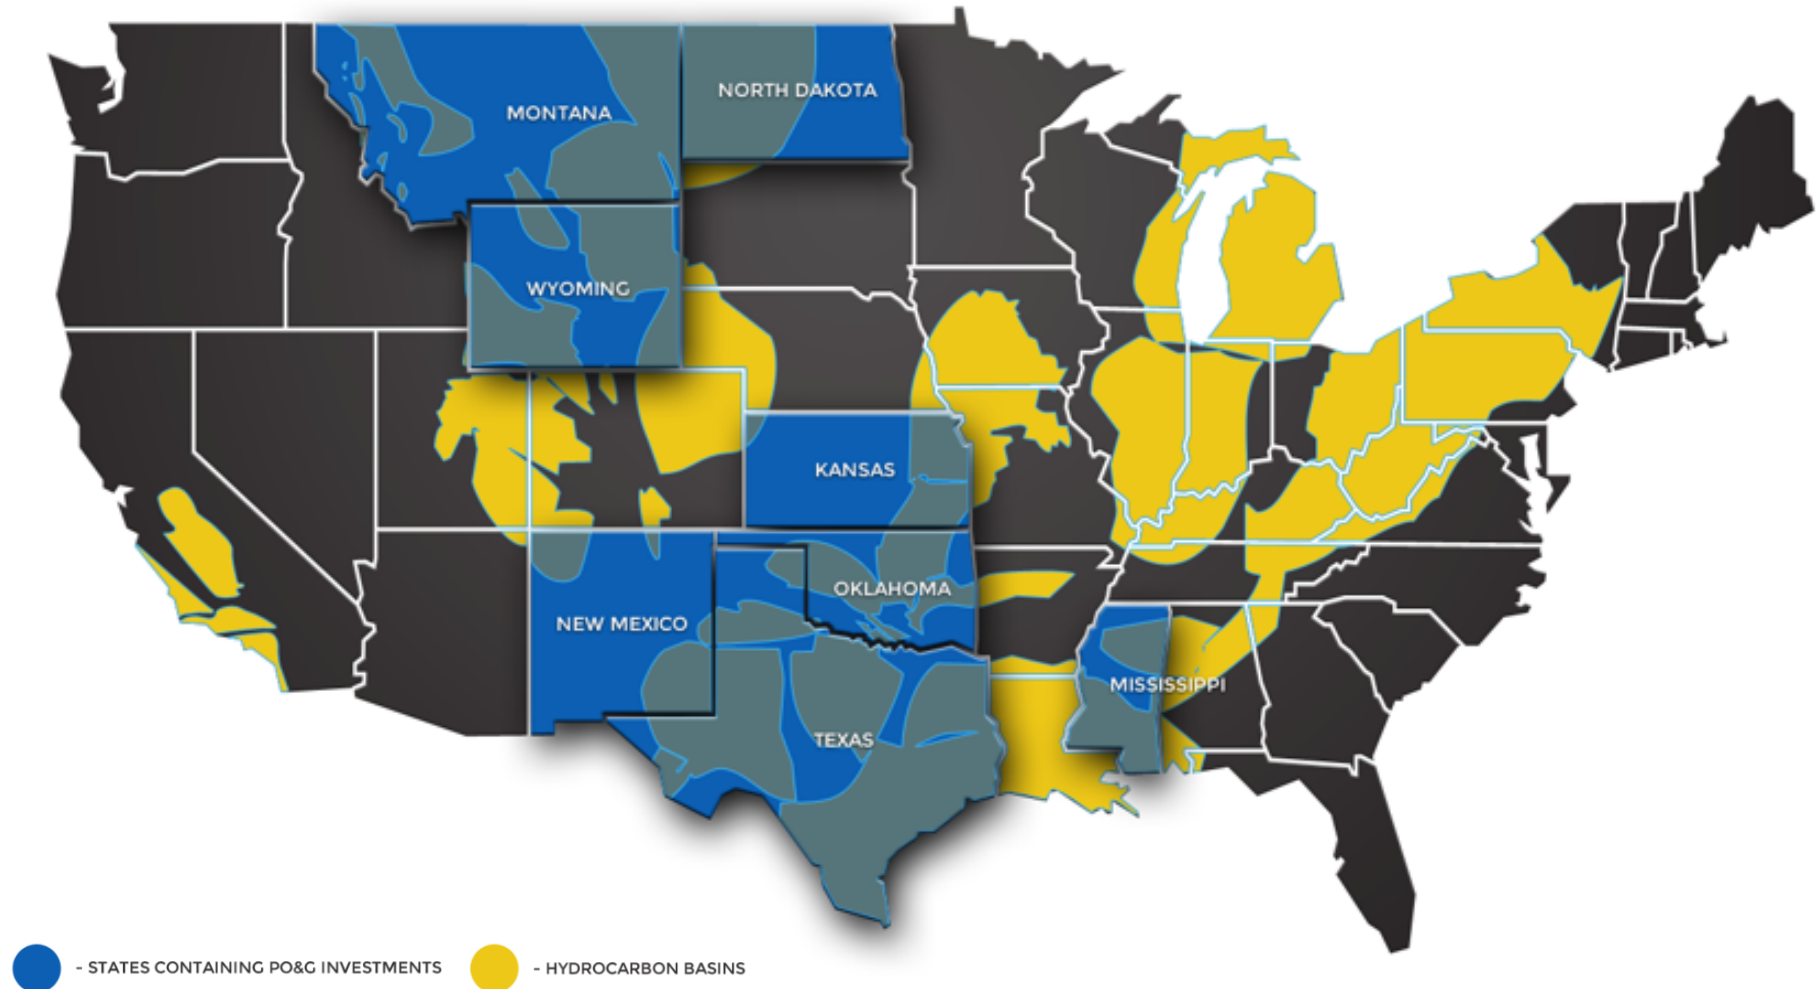 NORTH DAKOTA
MONTANA
WYOMING
KANSAS
OKLAHOMA
NEW MEXICO
MISSISSIPPI
TEXAS
- STATES CONTAINING PO&G INVESTMENTS
- HYDROCARBON BASINS